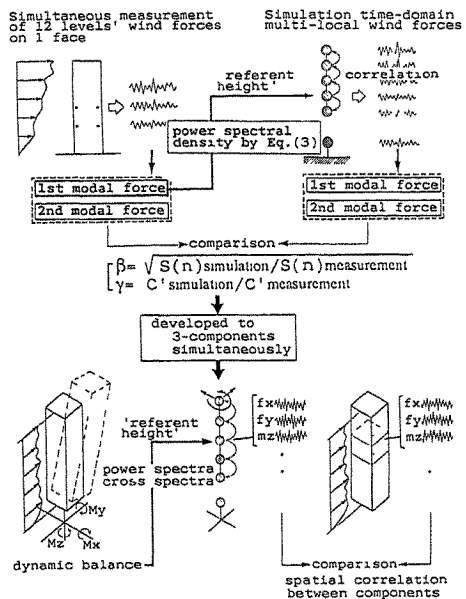 Simultaneous measurement
of 12 levels' wind forces
on 1 face
Simulation time-domain
multi-local wind forces
referent
height'
correlation
power spectral
density by Eq.(3)
1st modal force
2nd modal force
1st modal force
2nd modal force
comparison
β= √S(n)simulation/S(n)measurement
γ= C'simulation/C'measurement
developed to
3-components
simultaneously
'referent
height'
fx
fy
mz
fx
fy
mz
power spectra
cross spectra
My
Mz
Mx
dynamic balance
comparison
spatial correlation
between components